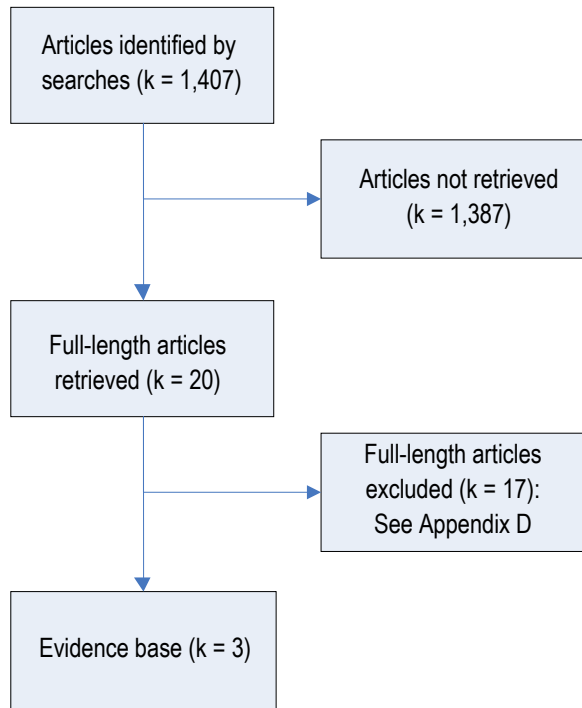 Articles identified by
searches (k = 1,407)
Articles not retrieved
(k = 1,387)
Full-length articles
retrieved (k = 20)
Full-length articles
excluded (k = 17):
See Appendix D
Evidence base (k = 3)